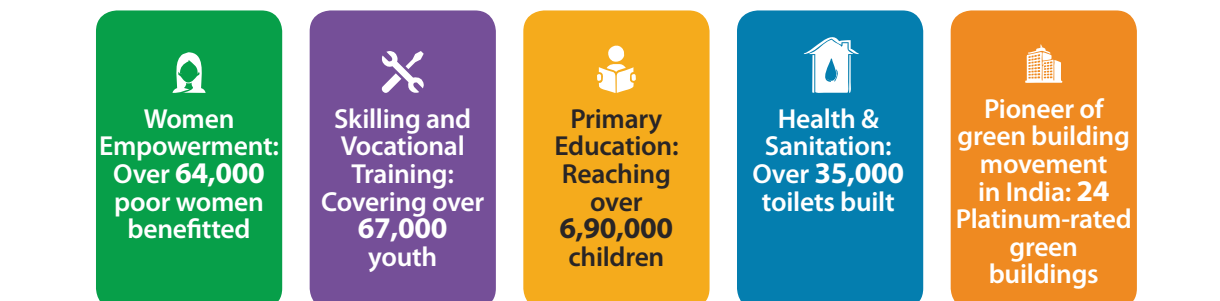 Women
Empowerment:
Over 64,000
poor women
benefitted
Skilling and
Vocational
Training:
Covering over
67,000
youth
Primary
Education:
Reaching
over
6,90,000
children
Health &
Sanitation:
Over 35,000
toilets built
Pioneer of
green building
movement
in India: 24
Platinum-rated
green
buildings